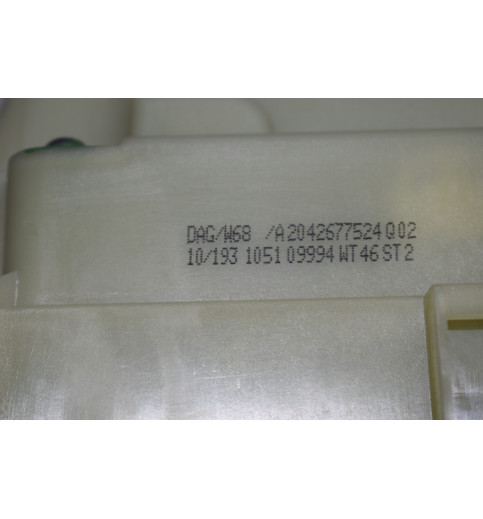 DAG/W68 /A2042677524 Q02
10/193 1051 09994 WT46 ST2